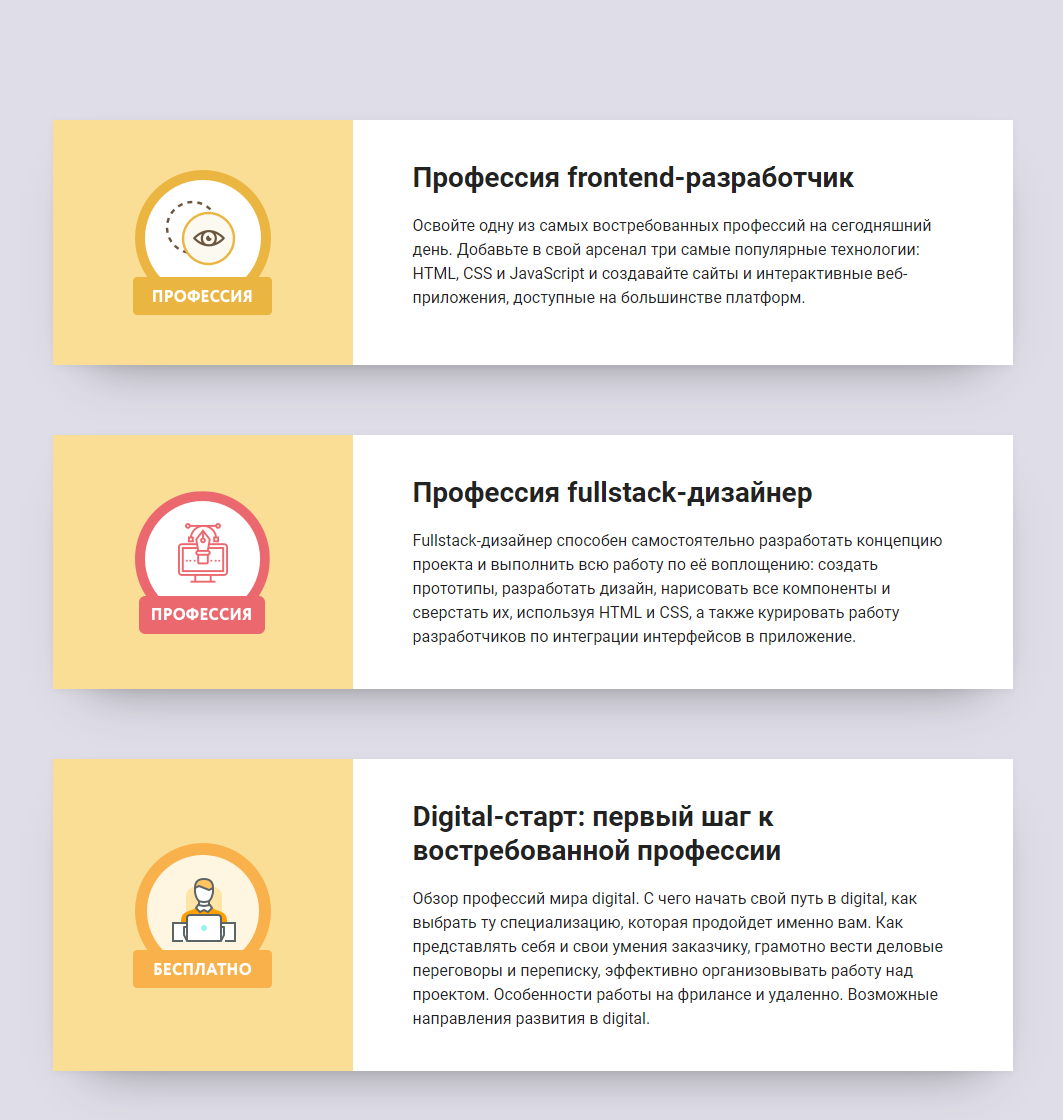 ПРОФЕССИЯ
Профессия frontend-разработчик
Освойте одну из самых востребованных профессий на сегодняшний
день. Добавьте в свой арсенал три самые популярные технологии:
HTML, CSS и JavaScript и создавайте сайты и интерактивные веб-
приложения, доступные на большинстве платформ.
ПРОФЕССИЯ
Профессия fullstack-дизайнер
Fullstack-дизайнер способен самостоятельно разработать концепцию
проекта и выполнить всю работу по её воплощению: создать
прототипы, разработать дизайн, нарисовать все компоненты и
сверстать их, используя HTML и CSS, а также курировать работу
разработчиков по интеграции интерфейсов в приложение.
БЕСПЛАТНО
Digital-старт: первый шаг к
востребованной профессии
Обзор профессий мира digital. С чего начать свой путь в digital, как
выбрать ту специализацию, которая продойдет именно вам. Как
представлять себя и свои умения заказчику, грамотно вести деловые
переговоры и переписку, эффективно организовывать работу над
проектом. Особенности работы на фрилансе и удаленно. Возможные
направления развития в digital.